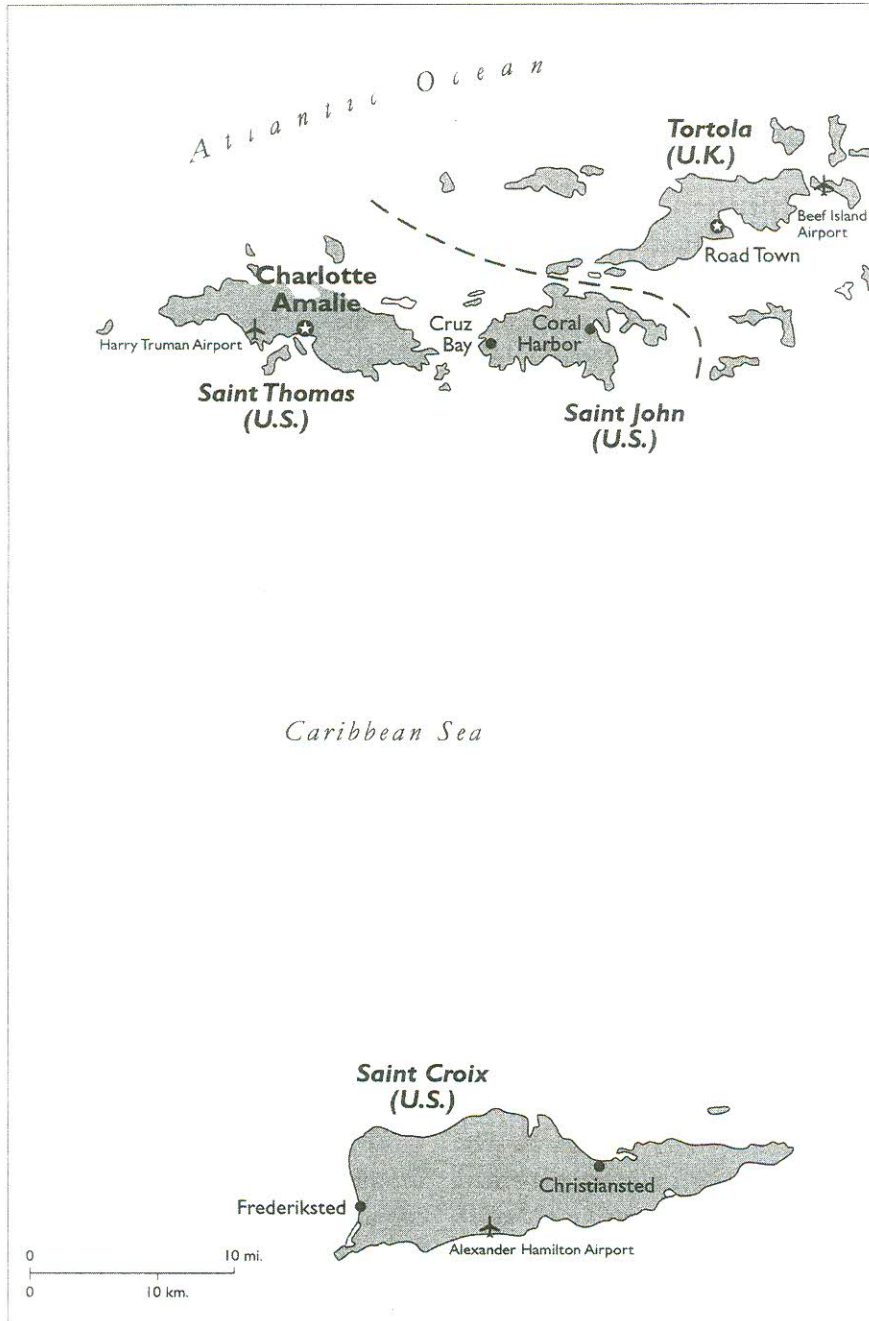 Atlantic Ocean
Tortola
(U.K.)
Beef Island
Airport
Road Town
Charlotte
Amalie
Cruz
Bay
Coral
Harbor
Harry Truman Airport
Saint Thomas
(U.S.)
Saint John
(U.S.)
Caribbean Sea
Saint Croix
(U.S.)
Christiansted
Frederiksted
Alexander Hamilton Airport
0 10 mi.
0 10 km.